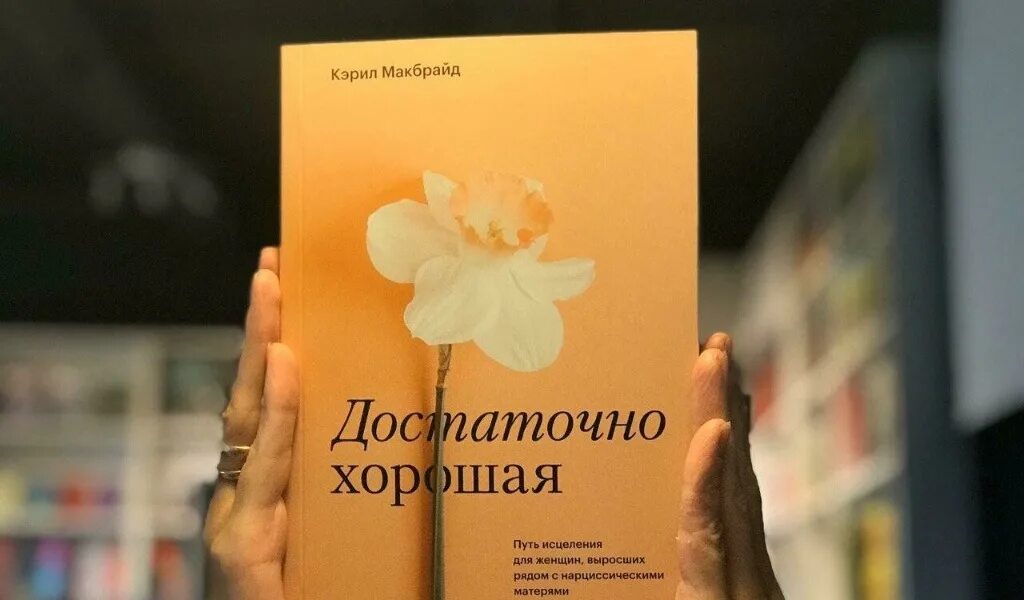 Кэрил Макбрайд
Достаточно
хорошая
Путь исцеления
для женщин, выросших
рядом с нарциссическими
матерями